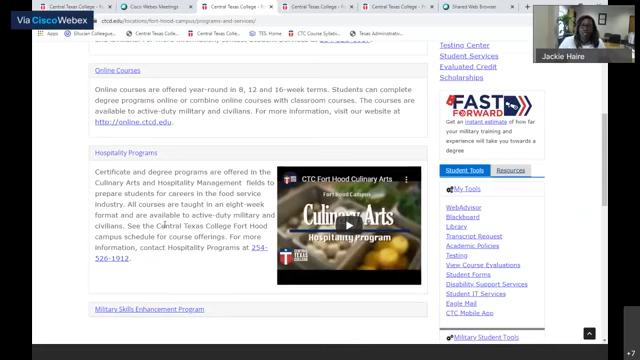 Via CiscoWebex
Central Texas College - F
Cisco Webex Meetings
Central Texas College - F
Central Texas College - F
Central Texas College - F
Shared Web Browser
ctcd.edu/locations/fort-hood-campus/programs-and-services/
Apps
Ellucian Colleague
Central Texas Colle
TES: Home
CTC Course Syllabi
Texas Administrativ
Jackie Haire
Testing Center
Student Services
Evaluated Credit
Scholarships
Online Courses
Online courses are offered year-round in 8, 12 and 16-week terms. Students can complete
degree programs online or combine online courses with classroom courses. The courses are
available to active-duty military and civilians. For more information, visit our website at
http://online.ctcd.edu.
FAST
FORWARD
Get an instant estimate of how far
your military training and
experience will take you towards a
degree
Hospitality Programs
Certificate and degree programs are offered in the
Culinary Arts and Hospitality Management fields to
prepare students for careers in the food service
industry. All courses are taught in an eight-week
format and are available to active-duty military and
civilians. See the Central Texas College Fort Hood
campus schedule for course offerings. For more
information, contact Hospitality Programs at 254-
526-1912.
CTC Fort Hood Culinary Arts
Fort Hood Campus
Culinary Arts
Hospitality Program
CENTRAL
TEXAS
COLLEGE
Student Tools
Resources
My Tools
WebAdvisor
Blackboard
Library
Transcript Request
Academic Policies
Testing
View Course Evaluations
Student Forms
Disability Support Services
Student IT Services
Eagle Mail
CTC Mobile App
Military Skills Enhancement Program
Military Student Tools
+7